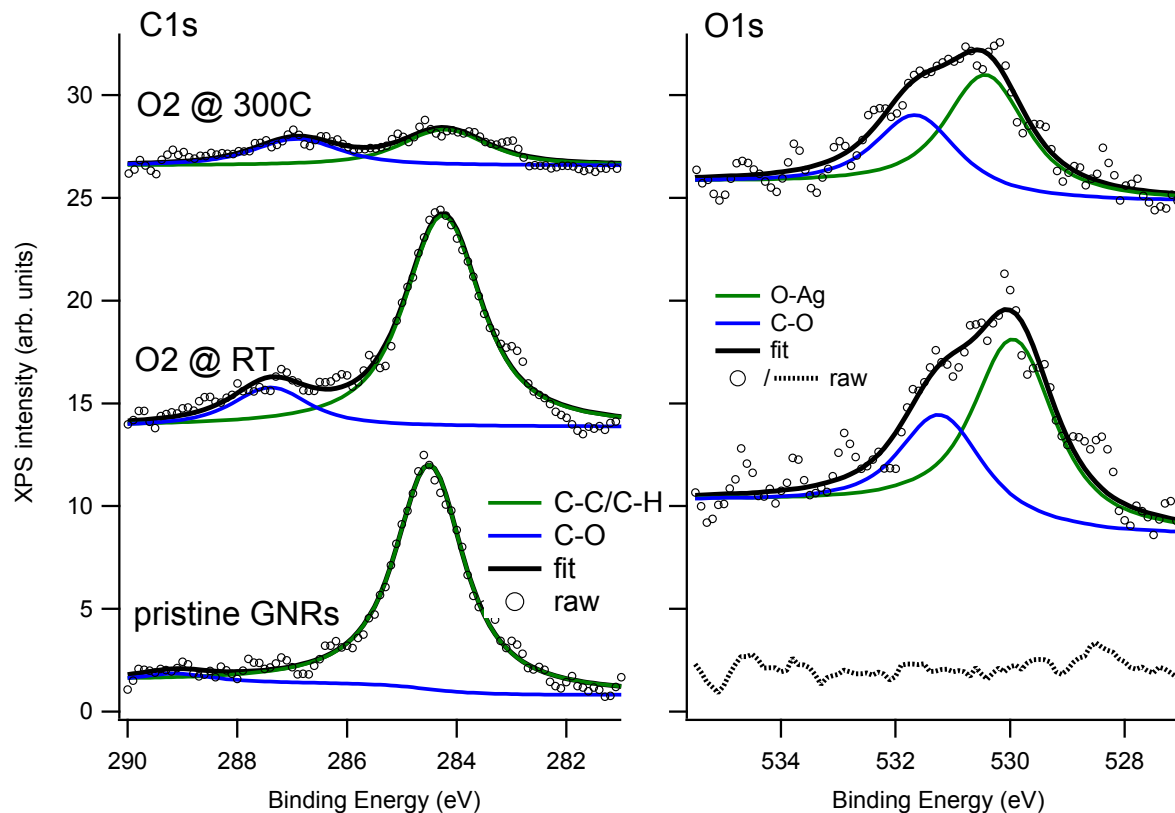 C1s
O1s
O2 @ 300C
O2 @ RT
pristine GNRs
XPS intensity (arb. units)
30
25
20
15
10
5
0
C-C/C-H
C-O
fit
raw
290
288
286
284
282
Binding Energy (eV)
O-Ag
C-O
fit
/ raw
534
532
530
528
Binding Energy (eV)